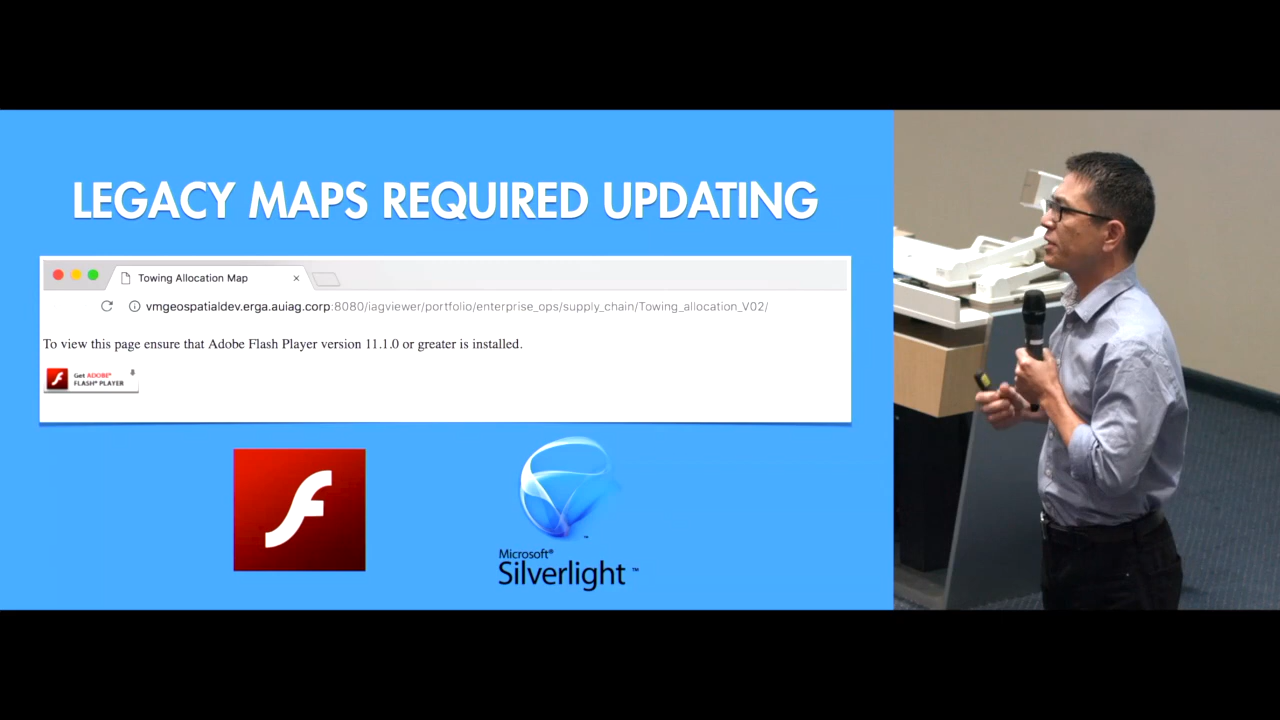 LEGACY MAPS REQUIRED UPDATING
Towing Allocation Map
vmgeospatialdev.erga.auiag.corp:8080/iagviewer/portfolio/enterprise_ops/supply_chain/Towing_allocation_V02/
To view this page ensure that Adobe Flash Player version 11.1.0 or greater is installed.
Get ADOBE®
FLASH® PLAYER
Microsoft®
Silverlight™